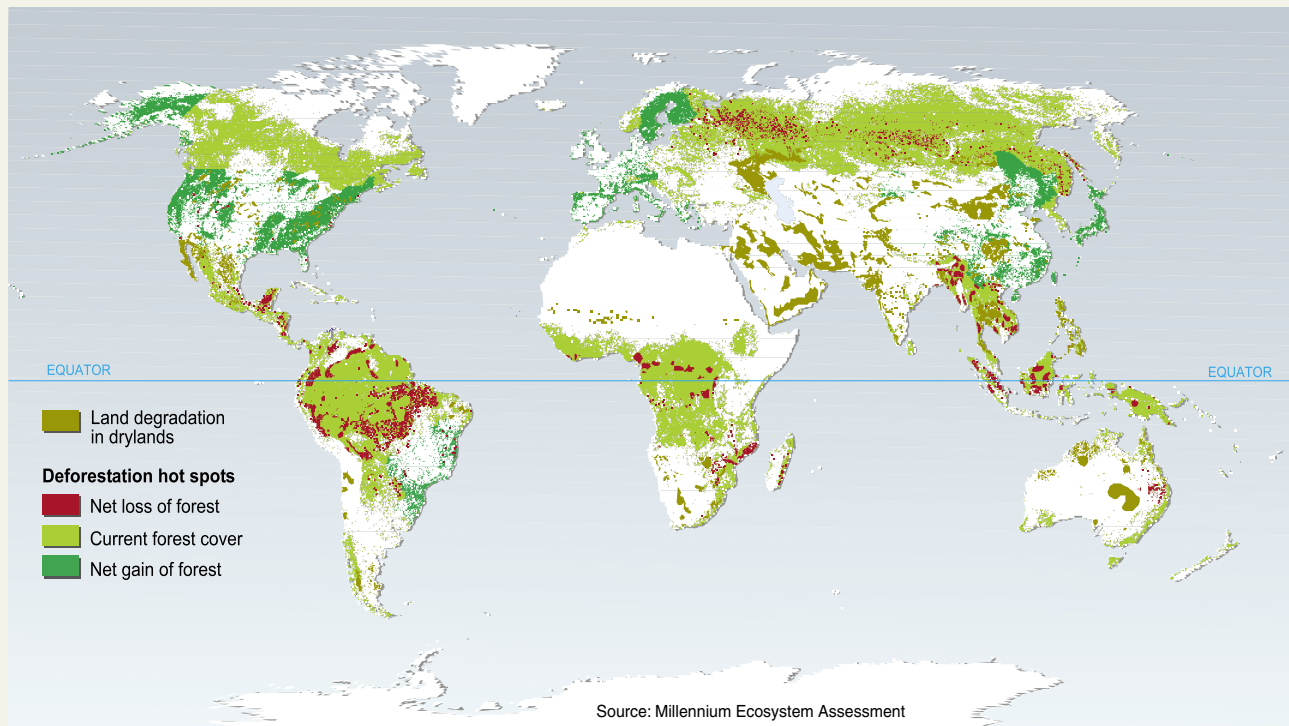 EQUATOR
EQUATOR
Land degradation
in drylands
Deforestation hot spots
Net loss of forest
Current forest cover
Net gain of forest
Source: Millennium Ecosystem Assessment